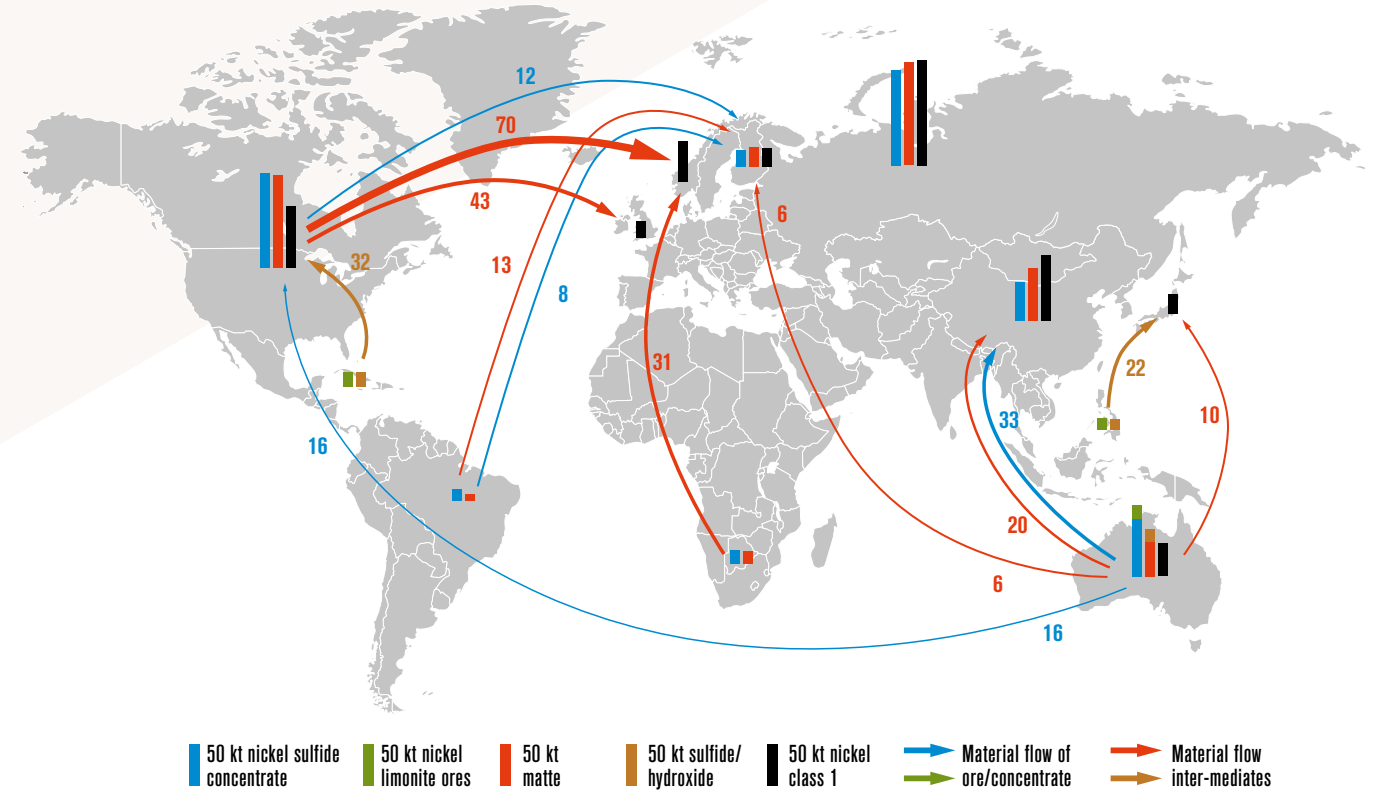 12
70
43
6
13
32
8
31
22
33
10
16
20
6
16
50 kt nickel sulfide
concentrate
50 kt nickel
limonite ores
50 kt
matte
50 kt sulfide/
hydroxide
50 kt nickel
class 1
Material flow of
ore/concentrate
Material flow
inter-mediates